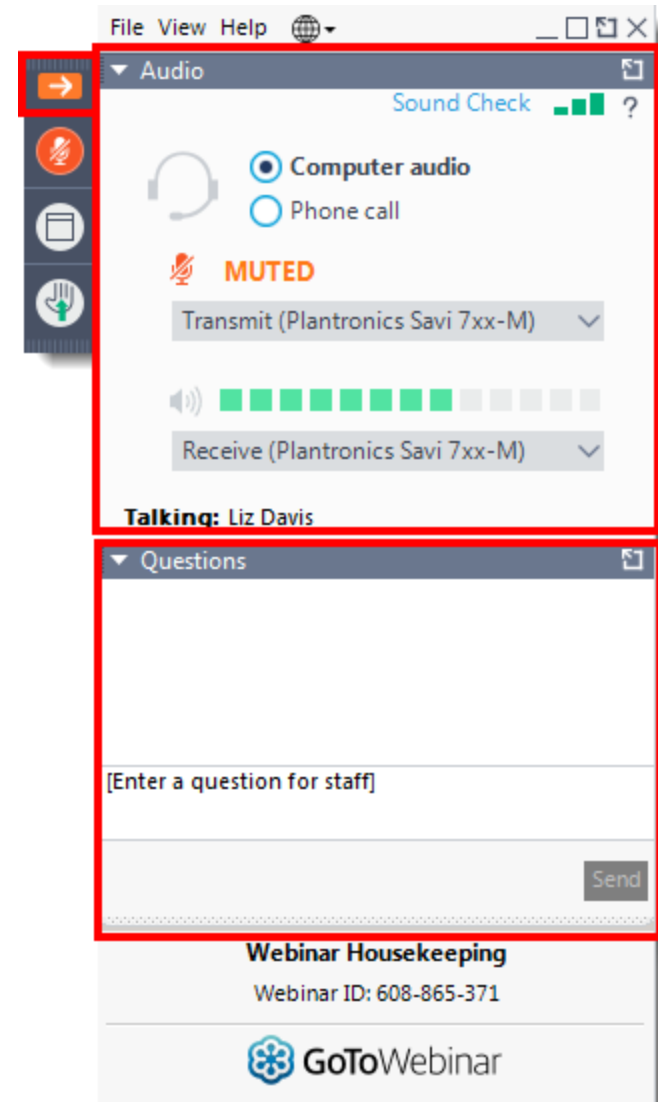 File View Help
Audio
Sound Check ?
Computer audio
Phone call
MUTED
Transmit (Plantronics Savi 7xx-M)
Receive (Plantronics Savi 7xx-M)
Talking: Liz Davis
Questions
[Enter a question for staff]
Send
Webinar Housekeeping
Webinar ID: 608-865-371
GoToWebinar